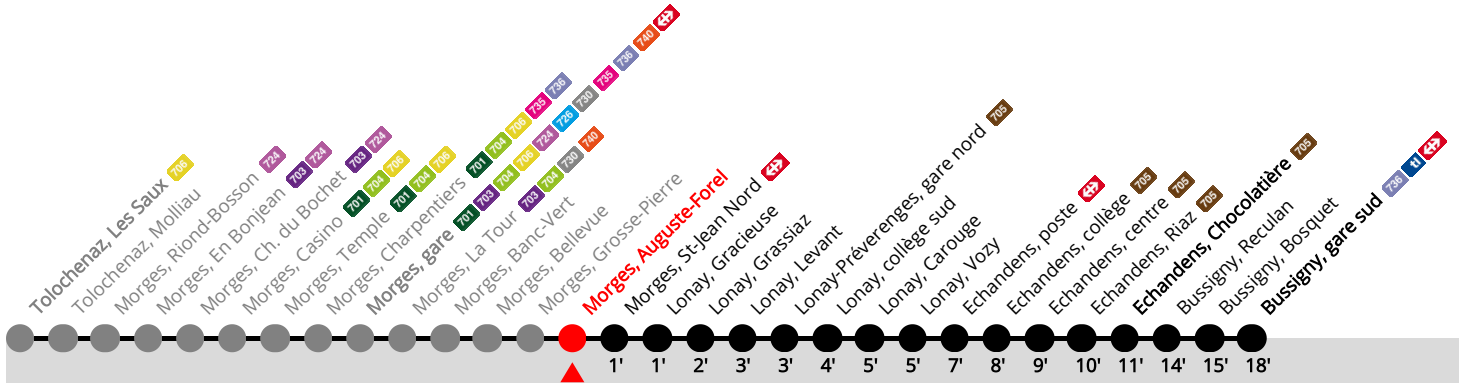 Tolochenaz, Les Saux 706
Tolochenaz, Molliau
Morges, Riond-Bosson 724
Morges, En Bonjean 703 724
Morges, Ch. du Bochet 703 724
Morges, Casino 701 704 706
Morges, Temple 701 704 706
Morges, Charpentiers 701 704 706 735 736
Morges, gare 701 703 704 706 724 726 730 735 736 740
Morges, La Tour 703 704 730 740
Morges, Banc-Vert
Morges, Bellevue
Morges, Grosse-Pierre
Morges, Auguste-Forel
Morges, St-Jean Nord
Lonay, Gracieuse
Lonay, Grassiaz
Lonay, Levant
Lonay-Préverenges, gare nord 705
Lonay, collège sud
Lonay, Carouge
Lonay, Vozy
Echandens, poste
Echandens, collège 705
Echandens, centre 705
Echandens, Riaz 705
Echandens, Chocolatière 705
Bussigny, Reculan
Bussigny, Bosquet
Bussigny, gare sud 736 tl
1' 1' 2' 3' 3' 4' 5' 5' 7' 8' 9' 10' 11' 14' 15' 18'